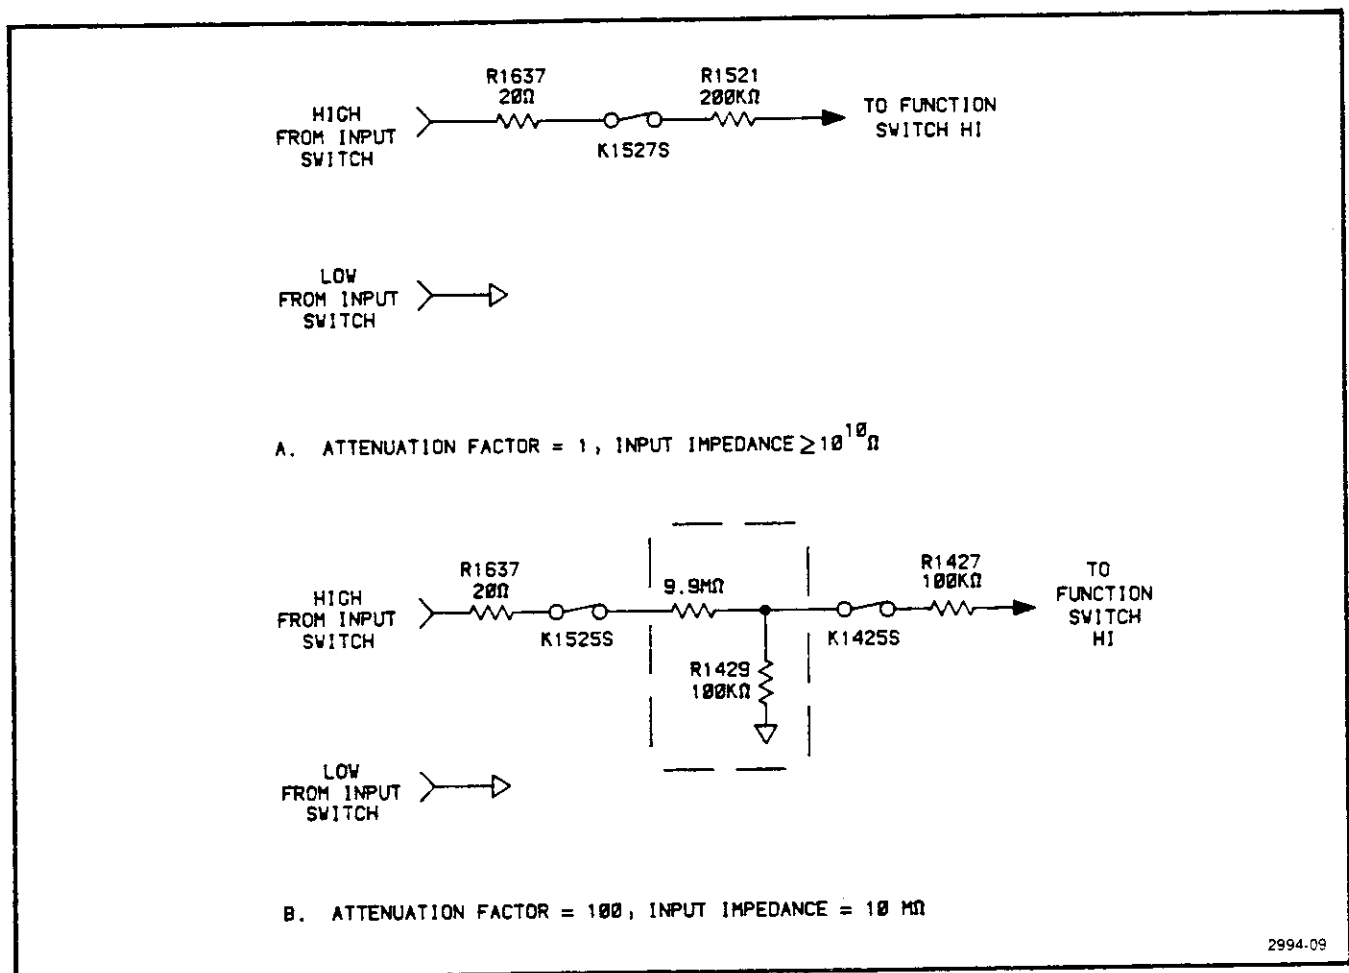 R1637
20Ω
R1521
200KΩ
HIGH
FROM INPUT
SWITCH
K1527S
TO FUNCTION
SWITCH HI
LOW
FROM INPUT
SWITCH
A. ATTENUATION FACTOR = 1, INPUT IMPEDANCE ≥ 10¹⁰Ω
R1637
20Ω
9.9MΩ
R1427
100KΩ
HIGH
FROM INPUT
SWITCH
K1525S
K1425S
TO
FUNCTION
SWITCH
HI
R1429
100KΩ
LOW
FROM INPUT
SWITCH
B. ATTENUATION FACTOR = 100, INPUT IMPEDANCE = 10 MΩ
2994-09